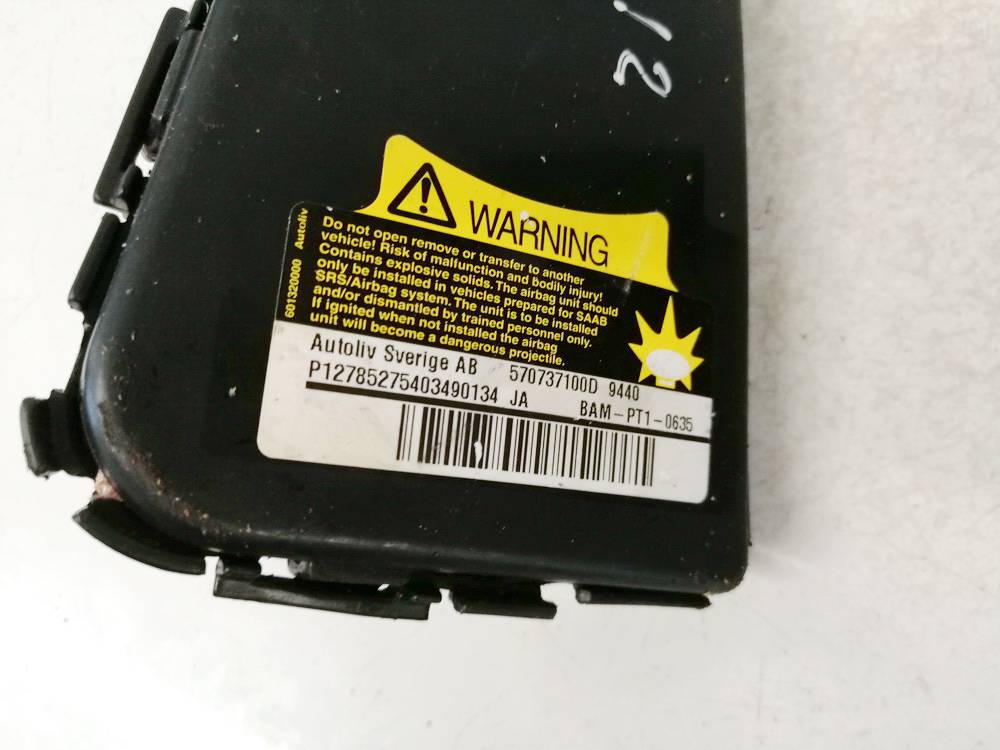 ! 2
WARNING
601320000 Autoliv
Do not open remove or transfer to another
vehicle! Risk of malfunction and bodily injury!
Contains explosive solids. The airbag unit should
only be installed in vehicles prepared for SAAB
SRS/Airbag system. The unit is to be installed
and/or dismantled by trained personnel only.
If ignited when not installed the airbag
unit will become a dangerous projectile.
Autoliv Sverige AB 570737100D 9440
P12785275403490134 JA BAM-PT1-0635